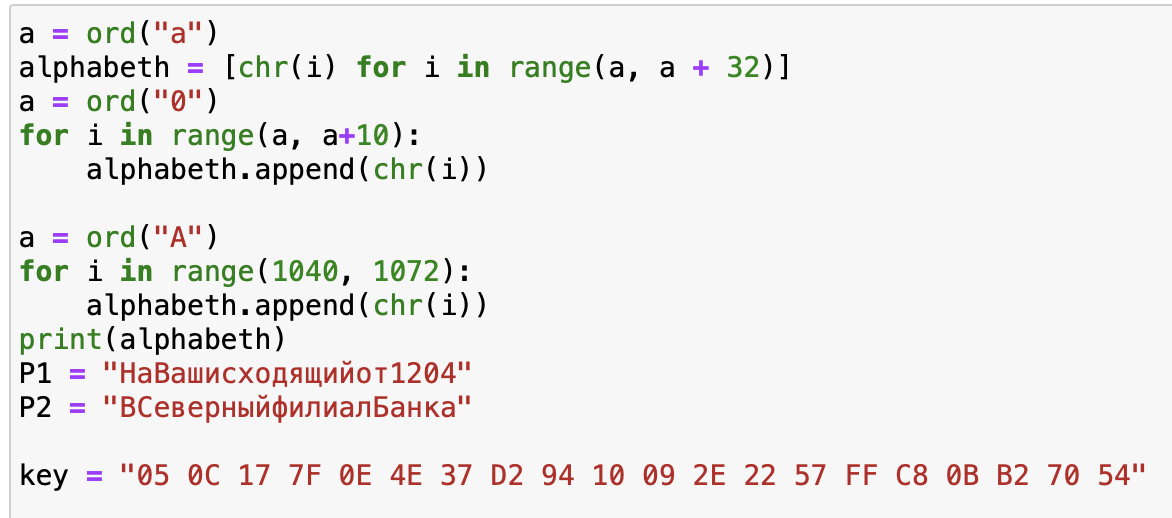 a = ord("а")
alphabeth = [chr(i) for i in range(a, a + 32)]
a = ord("0")
for i in range(a, a+10):
    alphabeth.append(chr(i))
a = ord("А")
for i in range(1040, 1072):
    alphabeth.append(chr(i))
print(alphabeth)
P1 = "НаВашисходящийот1204"
P2 = "ВСеверныйфилиалБанка"
key = "05 0C 17 7F 0E 4E 37 D2 94 10 09 2E 22 57 FF C8 0B B2 70 54"